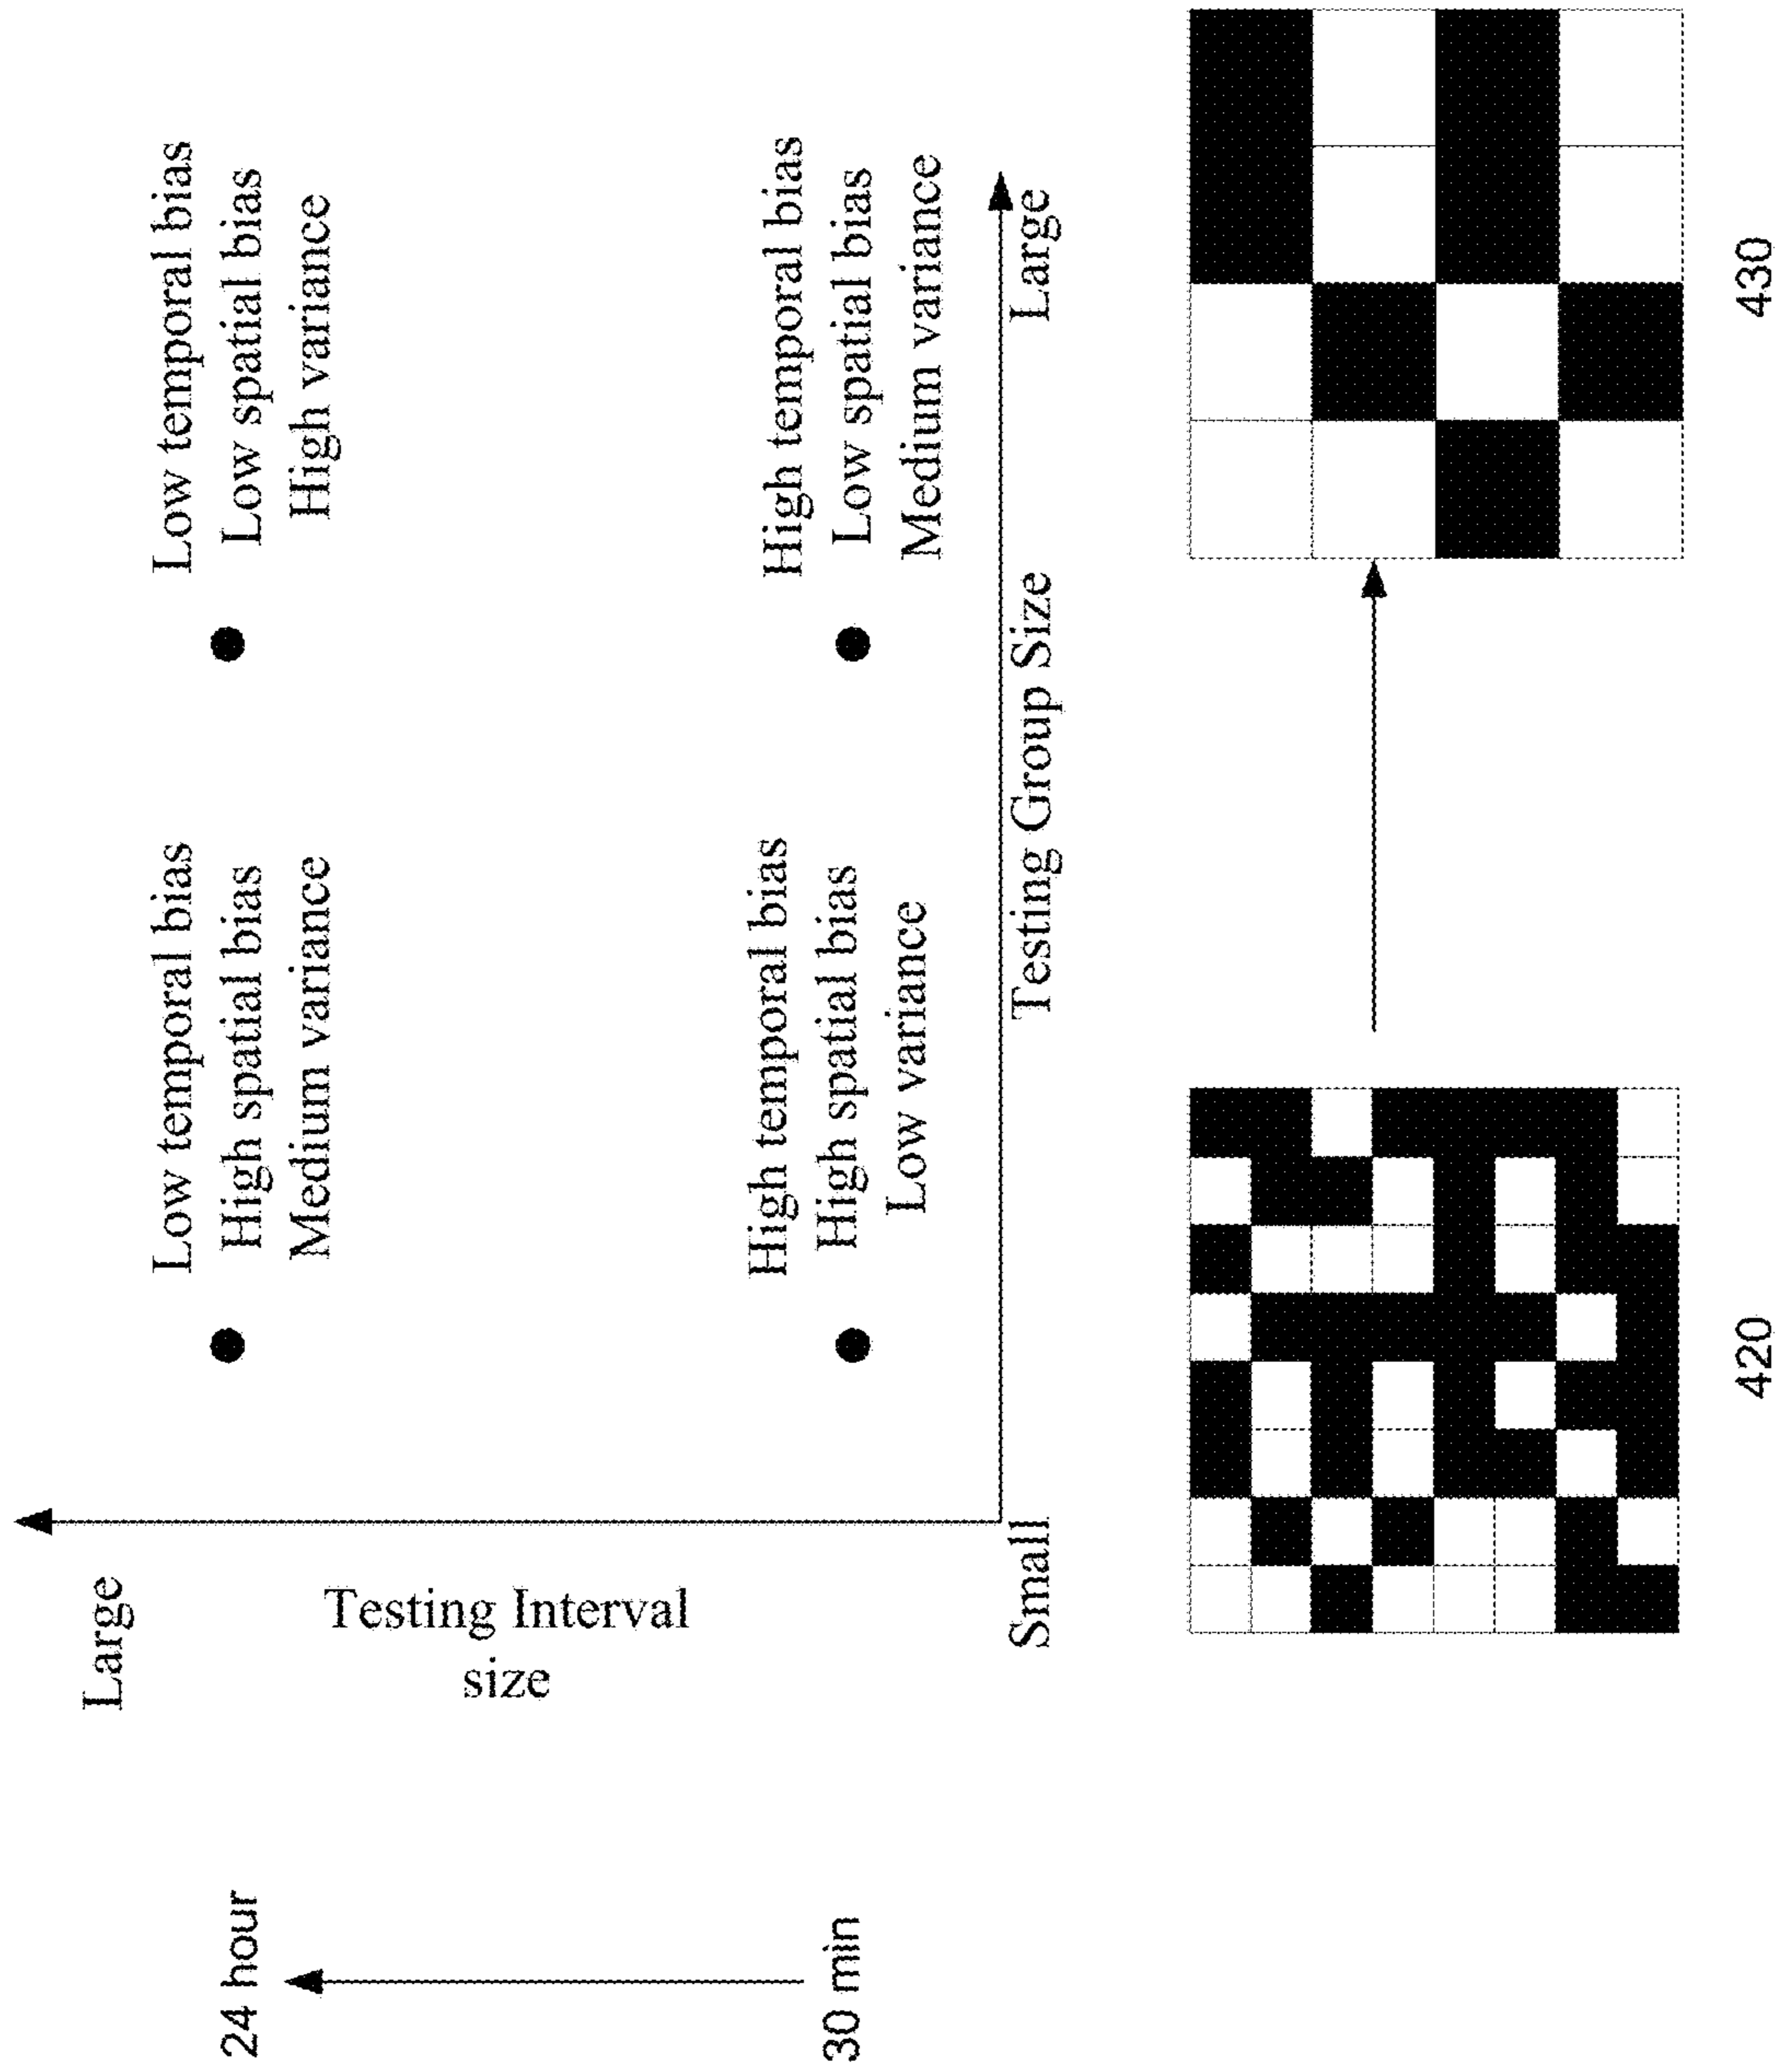 Large
24 hour
Low temporal bias
High spatial bias
Medium variance
Low temporal bias
Low spatial bias
High variance
Testing Interval
size
30 min
High temporal bias
High spatial bias
Low variance
High temporal bias
Low spatial bias
Medium variance
Small
Testing Group Size
Large
420
430